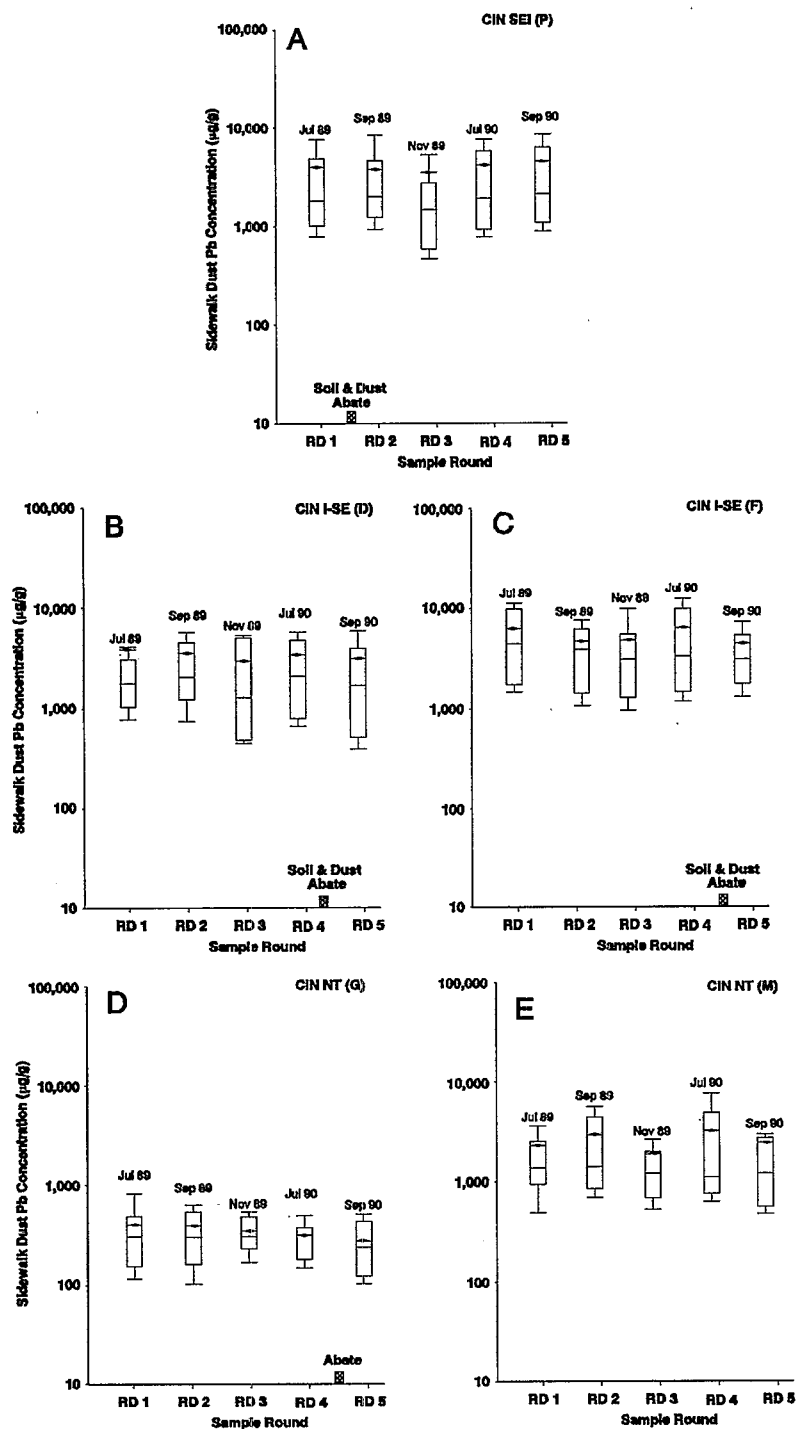 A
CIN SEI (P)
Sidewalk Dust Pb Concentration (µg/g)
100,000
10,000
1,000
100
10
Jul 89
Sep 89
Nov 89
Jul 90
Sep 90
Soil & Dust
Abate
RD 1 RD 2 RD 3 RD 4 RD 5
Sample Round
B
CIN I-SE (D)
Sidewalk Dust Pb Concentration (µg/g)
100,000
10,000
1,000
100
10
Jul 89
Sep 89
Nov 89
Jul 90
Sep 90
Soil & Dust
Abate
RD 1 RD 2 RD 3 RD 4 RD 5
Sample Round
C
CIN I-SE (F)
100,000
10,000
1,000
100
10
Jul 89
Sep 89
Nov 89
Jul 90
Sep 90
Soil & Dust
Abate
RD 1 RD 2 RD 3 RD 4 RD 5
Sample Round
D
CIN NT (G)
Sidewalk Dust Pb Concentration (µg/g)
100,000
10,000
1,000
100
10
Jul 89
Sep 89
Nov 89
Jul 90
Sep 90
Abate
RD 1 RD 2 RD 3 RD 4 RD 5
Sample Round
E
CIN NT (M)
100,000
10,000
1,000
100
10
Jul 89
Sep 89
Nov 89
Jul 90
Sep 90
RD 1 RD 2 RD 3 RD 4 RD 5
Sample Round